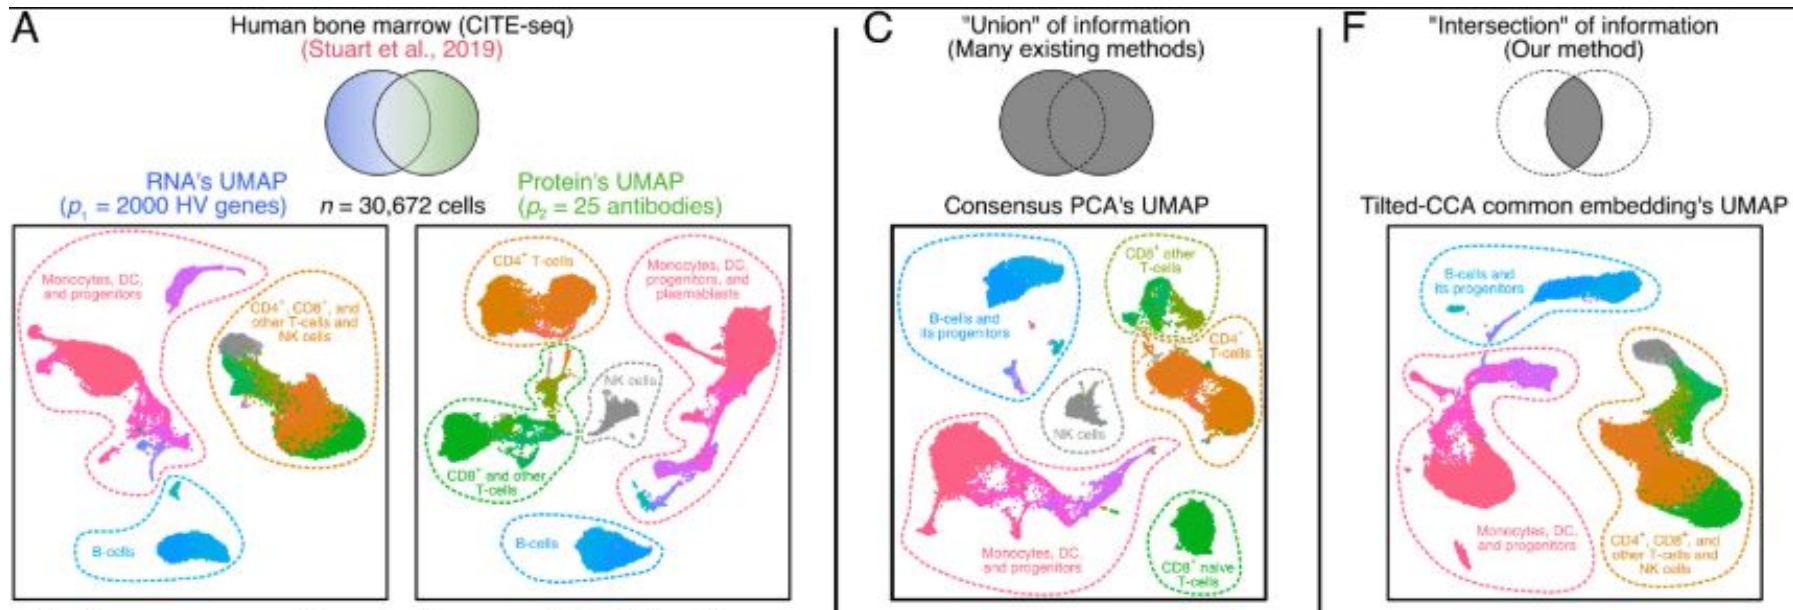 A
Human bone marrow (CITE-seq)
(Stuart et al., 2019)
RNA's UMAP
(p₁ = 2000 HV genes)
n = 30,672 cells
Protein's UMAP
(p₂ = 25 antibodies)
Monocytes, DC,
and progenitors
CD4⁺, CD8⁺, and
other T-cells and
NK cells
B-cells
CD4⁺ T-cells
Monocytes, DC,
progenitors, and
plasmablasts
NK cells
CD8⁺ and other
T-cells
B-cells
C
"Union" of information
(Many existing methods)
Consensus PCA's UMAP
CD8⁺ other
T-cells
B-cells and
its progenitors
CD4⁺
T-cells
NK cells
Monocytes, DC,
and progenitors
CD8⁺ naive
T-cells
F
"Intersection" of information
(Our method)
Tilted-CCA common embedding's UMAP
B-cells and
its progenitors
Monocytes, DC,
and progenitors
CD4⁺, CD8⁺, and
other T-cells and
NK cells